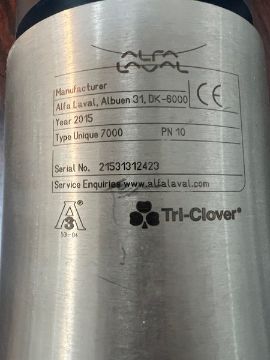 ALFA
LAVAL
Manufacturer
Alfa Laval, Albuen 31, DK-6000
CE
Year 2015
Type Unique 7000 PN 10
Serial No. 21531312423
Service Enquiries www.alfalaval.com
A®
3
Tri-Clover®